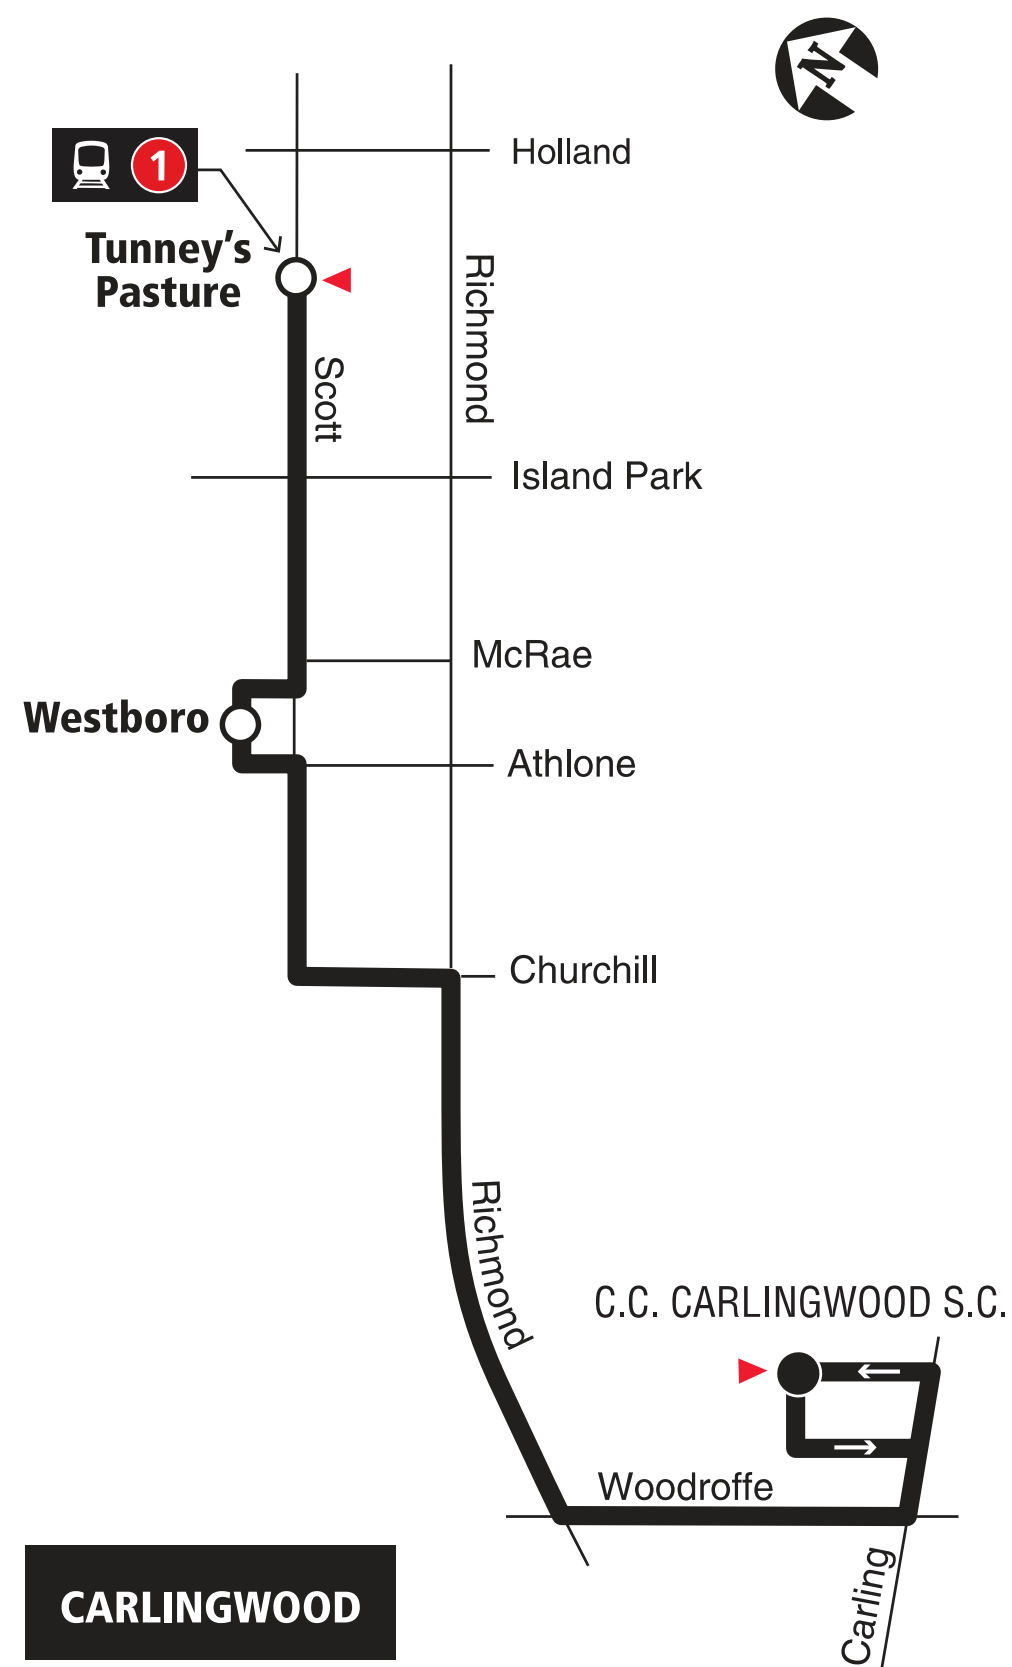 N
Holland
1
Tunney's
Pasture
Richmond
Scott
Island Park
McRae
Westboro
Athlone
Churchill
Richmond
C.C. CARLINGWOOD S.C.
Woodroffe
Carling
CARLINGWOOD